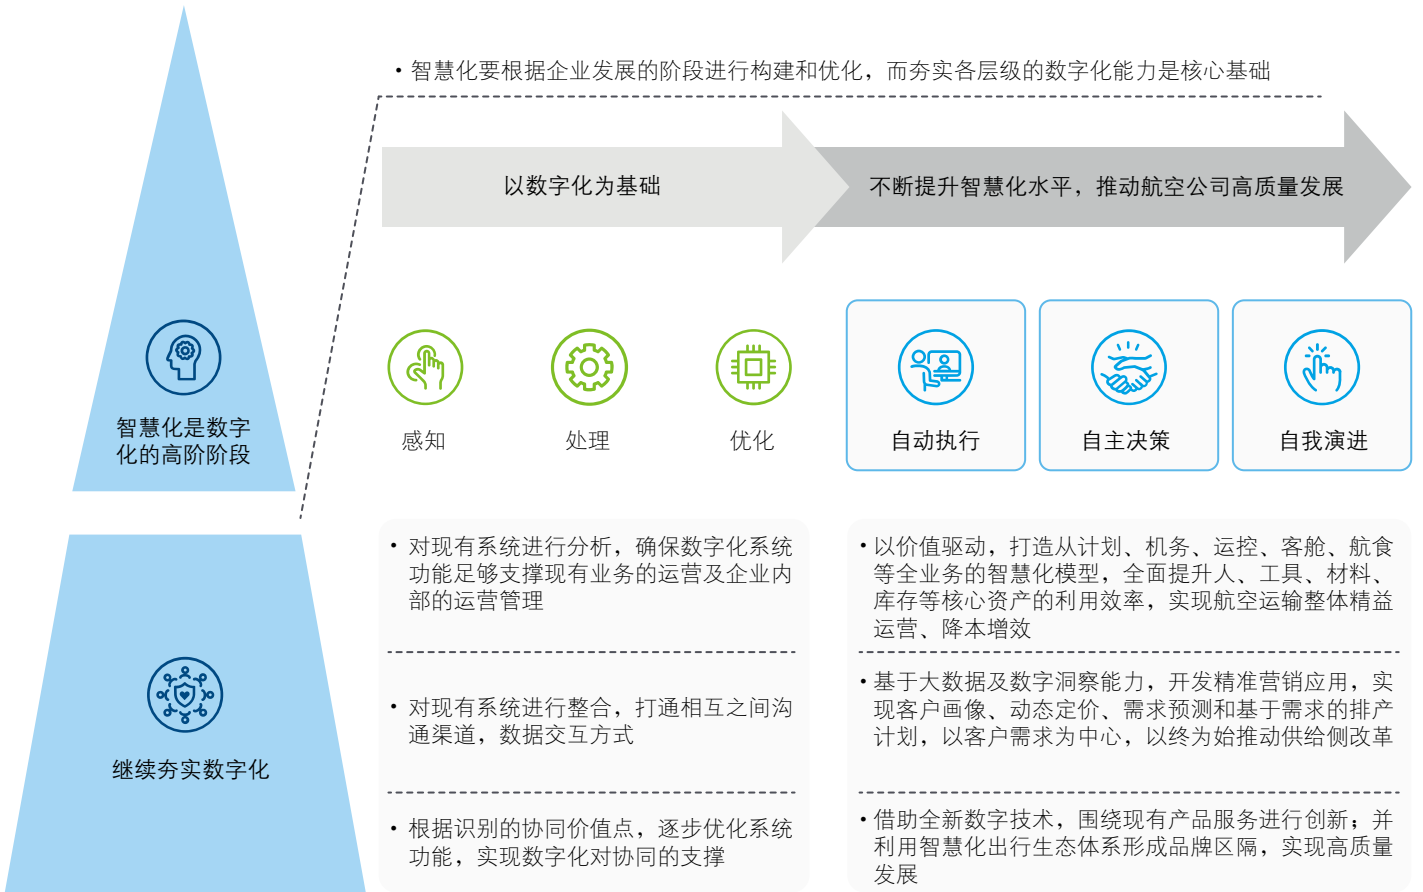 • 智慧化要根据企业发展的阶段进行构建和优化，而夯实各层级的数字化能力是核心基础
以数字化为基础
不断提升智慧化水平，推动航空公司高质量发展
智慧化是数字
化的高阶阶段
感知
处理
优化
自动执行
自主决策
自我演进
继续夯实数字化
• 对现有系统进行分析，确保数字化系统
功能足够支撑现有业务的运营及企业内
部的运营管理
• 对现有系统进行整合，打通相互之间沟
通渠道，数据交互方式
• 根据识别的协同价值点，逐步优化系统
功能，实现数字化对协同的支撑
• 以价值驱动，打造从计划、机务、运控、客舱、航食
等全业务的智慧化模型，全面提升人、工具、材料、
库存等核心资产的利用效率，实现航空运输整体精益
运营、降本增效
• 基于大数据及数字洞察能力，开发精准营销应用，实
现客户画像、动态定价、需求预测和基于需求的排产
计划，以客户需求为中心，以终为始推动供给侧改革
• 借助全新数字技术，围绕现有产品服务进行创新；并
利用智慧化出行生态体系形成品牌区隔，实现高质量
发展